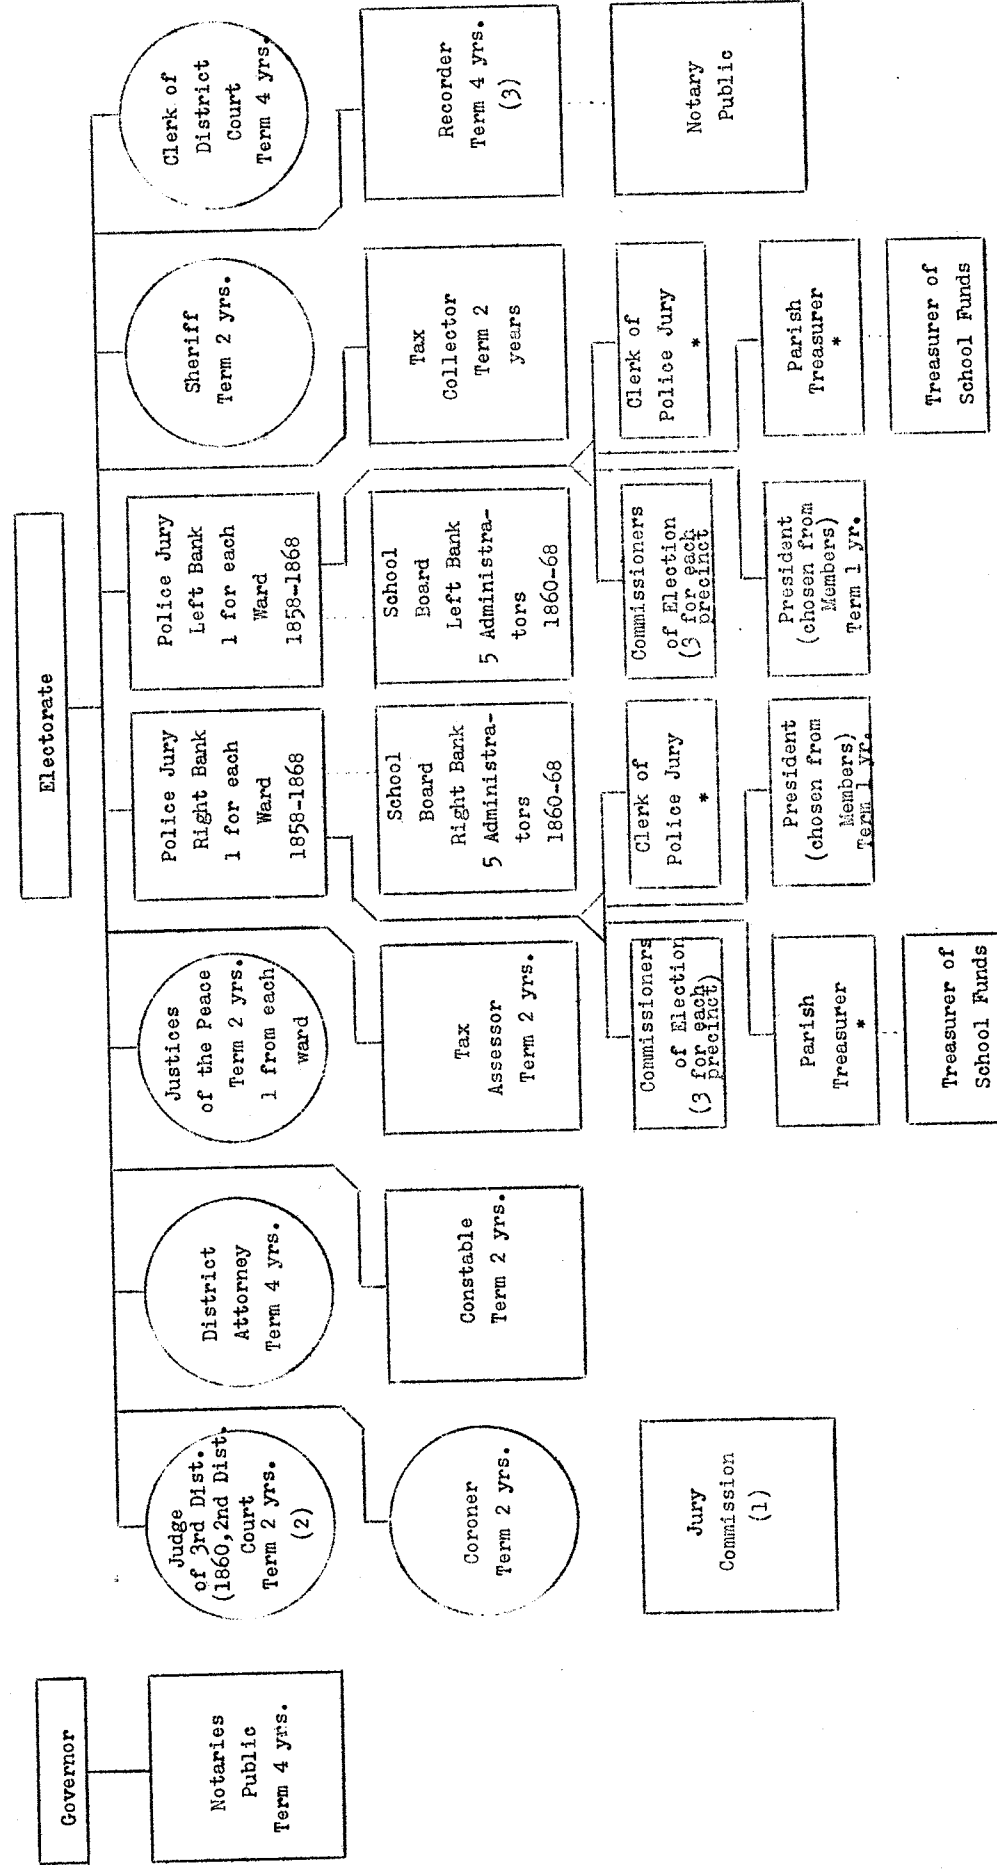 Electorate
Governor
Notaries
Public
Term 4 yrs.
Judge
of 3rd Dist.
(1860,2nd Dist.
Court
Term 2 yrs.
(2)
District
Attorney
Term 4 yrs.
Justices
of the Peace
Term 2 yrs.
1 from each
ward
Police Jury
Right Bank
1 for each
Ward
1858-1868
Police Jury
Left Bank
1 for each
Ward
1858-1868
Sheriff
Term 2 yrs.
Clerk of
District
Court
Term 4 yrs.
Coroner
Term 2 yrs.
Constable
Term 2 yrs.
Tax
Assessor
Term 2 yrs.
School
Board
Right Bank
5 Administra-
tors
1860-68
School
Board
Left Bank
5 Administra-
tors
1860-68
Tax
Collector
Term 2
years
Recorder
Term 4 yrs.
(3)
Jury
Commission
(1)
Commissioners
of Election
(3 for each
precinct)
Clerk of
Police Jury
*
Commissioners
of Election
(3 for each
precinct
Clerk of
Police Jury
*
Notary
Public
Parish
Treasurer
*
President
(chosen from
Members)
Term 1 yr.
President
(chosen from
Members)
Term 1 yr.
Parish
Treasurer
*
Treasurer of
School Funds
Treasurer of
School Funds